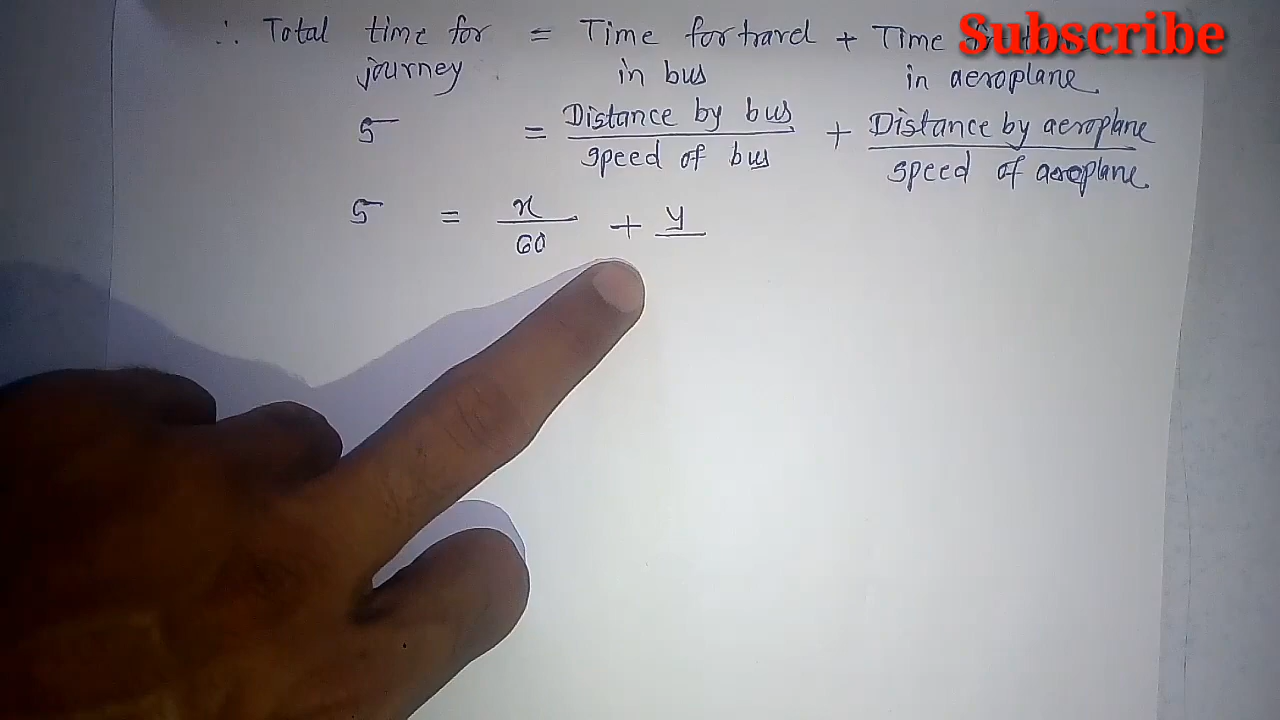 ∴ Total time for = Time for travel + Time Subscribe
journey in bus in aeroplane.
5 = Distance by bus / speed of bus + Distance by aeroplane / speed of aeroplane.
5 = x / 60 + y /